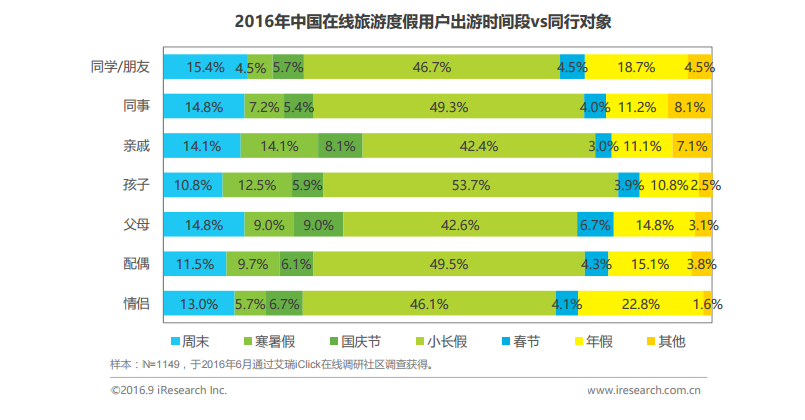 2016年中国在线旅游度假用户出游时间段vs同行对象
同学/朋友 15.4% 4.5% 5.7% 46.7% 4.5% 18.7% 4.5%
同事 14.8% 7.2% 5.4% 49.3% 4.0% 11.2% 8.1%
亲戚 14.1% 14.1% 8.1% 42.4% 3.0% 11.1% 7.1%
孩子 10.8% 12.5% 5.9% 53.7% 3.9% 10.8% 2.5%
父母 14.8% 9.0% 9.0% 42.6% 6.7% 14.8% 3.1%
配偶 11.5% 9.7% 6.1% 49.5% 4.3% 15.1% 3.8%
情侣 13.0% 5.7% 6.7% 46.1% 4.1% 22.8% 1.6%
周末 寒暑假 国庆节 小长假 春节 年假 其他
样本：N=1149，于2016年6月通过艾瑞iClick在线调研社区调查获得。
©2016.9 iResearch Inc. www.iresearch.com.cn